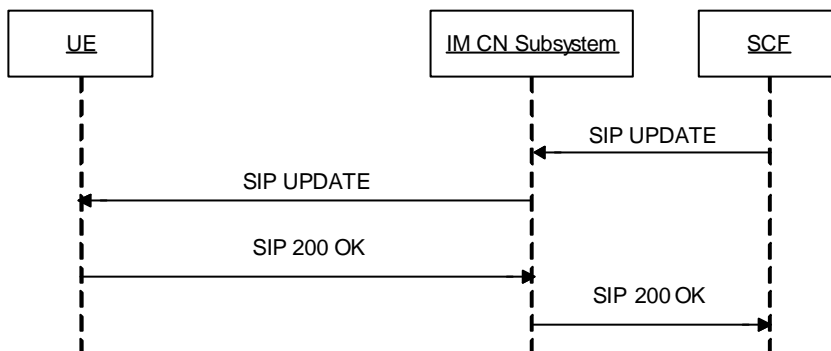 UE
IM CN Subsystem
SCF
SIP UPDATE
SIP UPDATE
SIP 200 OK
SIP 200 OK